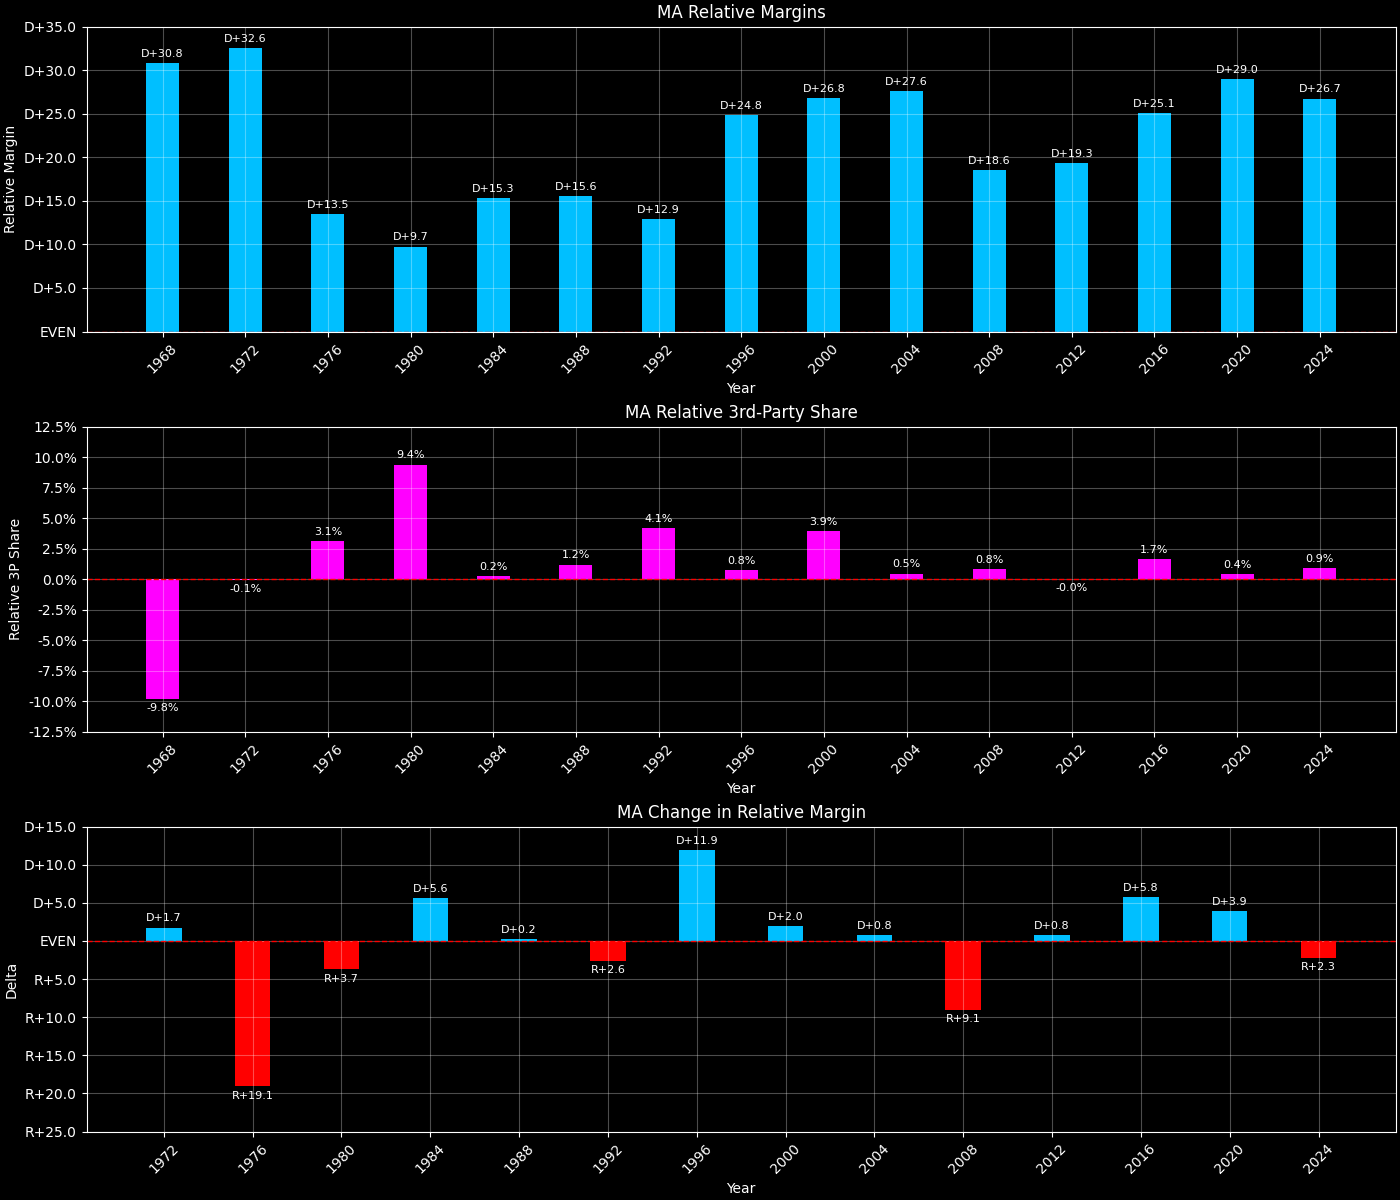 MA Relative Margins
Relative Margin
D+35.0
D+30.0
D+25.0
D+20.0
D+15.0
D+10.0
D+5.0
EVEN
D+30.8
D+32.6
D+13.5
D+9.7
D+15.3
D+15.6
D+12.9
D+24.8
D+26.8
D+27.6
D+18.6
D+19.3
D+25.1
D+29.0
D+26.7
1968
1972
1976
1980
1984
1988
1992
1996
2000
2004
2008
2012
2016
2020
2024
Year
MA Relative 3rd-Party Share
Relative 3P Share
12.5%
10.0%
7.5%
5.0%
2.5%
0.0%
-2.5%
-5.0%
-7.5%
-10.0%
-12.5%
-9.8%
-0.1%
3.1%
9.4%
0.2%
1.2%
4.1%
0.8%
3.9%
0.5%
0.8%
-0.0%
1.7%
0.4%
0.9%
1968
1972
1976
1980
1984
1988
1992
1996
2000
2004
2008
2012
2016
2020
2024
Year
MA Change in Relative Margin
Delta
D+15.0
D+10.0
D+5.0
EVEN
R+5.0
R+10.0
R+15.0
R+20.0
R+25.0
D+1.7
R+19.1
R+3.7
D+5.6
D+0.2
R+2.6
D+11.9
D+2.0
D+0.8
R+9.1
D+0.8
D+5.8
D+3.9
R+2.3
1972
1976
1980
1984
1988
1992
1996
2000
2004
2008
2012
2016
2020
2024
Year